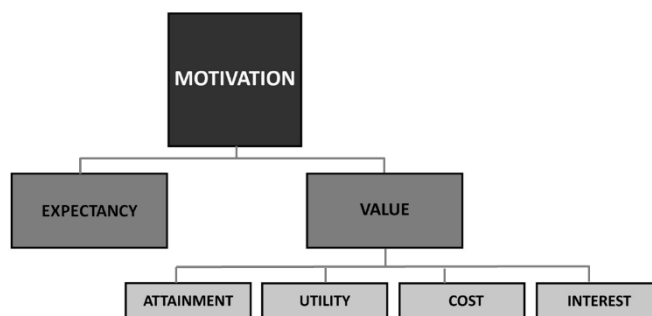 MOTIVATION
EXPECTANCY
VALUE
ATTAINMENT
UTILITY
COST
INTEREST